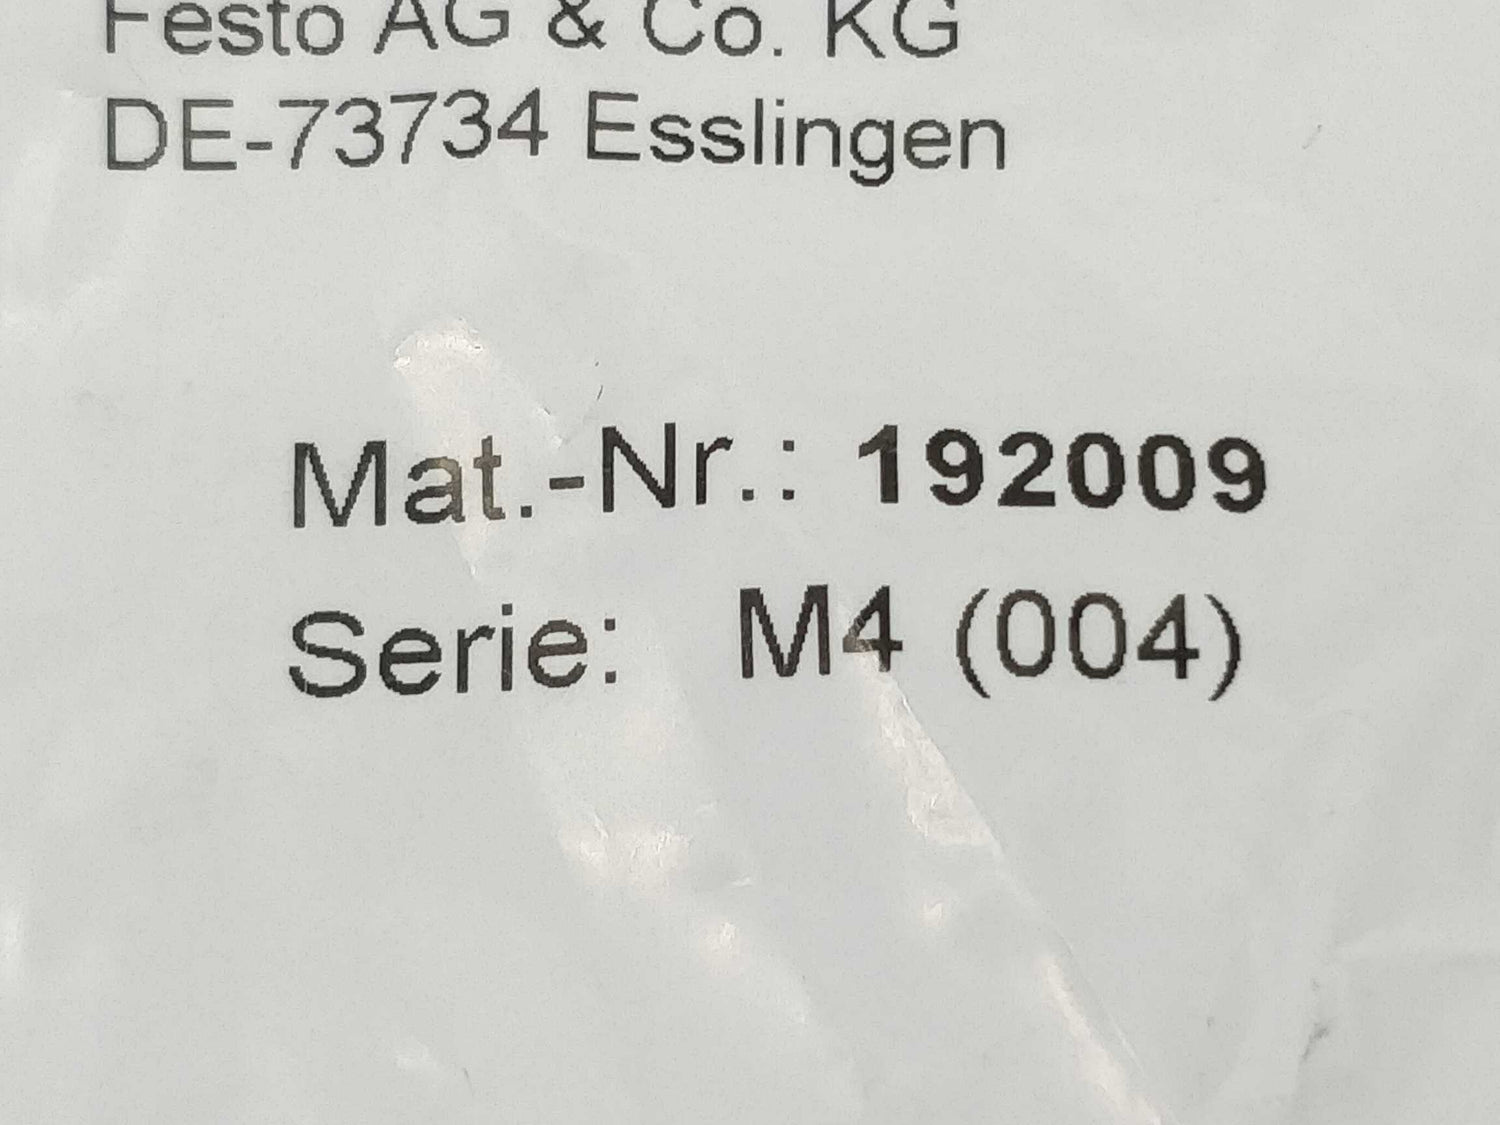 Festo AG & Co. KG
DE-73734 Esslingen
Mat.-Nr.: 192009
Serie: M4 (004)